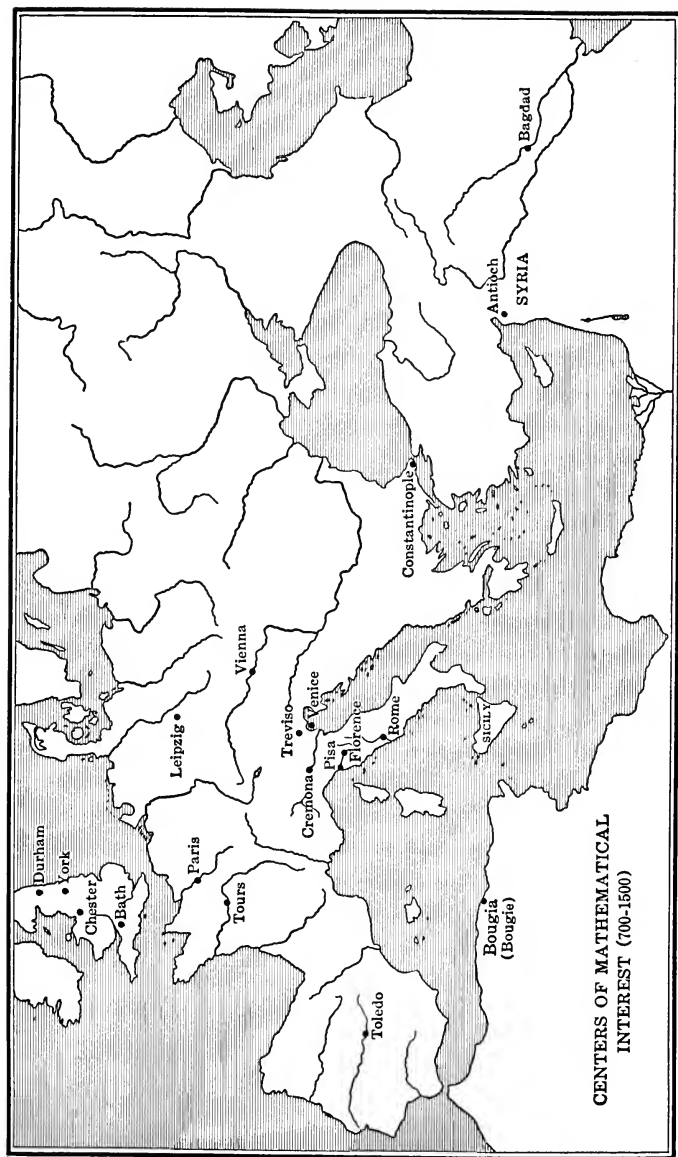 Durham
York
Chester
Bath
Paris
Tours
Leipzig
Vienna
Treviso
Venice
Cremona
Pisa
Florence
Rome
SICILY
Toledo
Bougia
(Bougie)
Constantinople
Antioch
SYRIA
Bagdad
CENTERS OF MATHEMATICAL
INTEREST (700-1500)